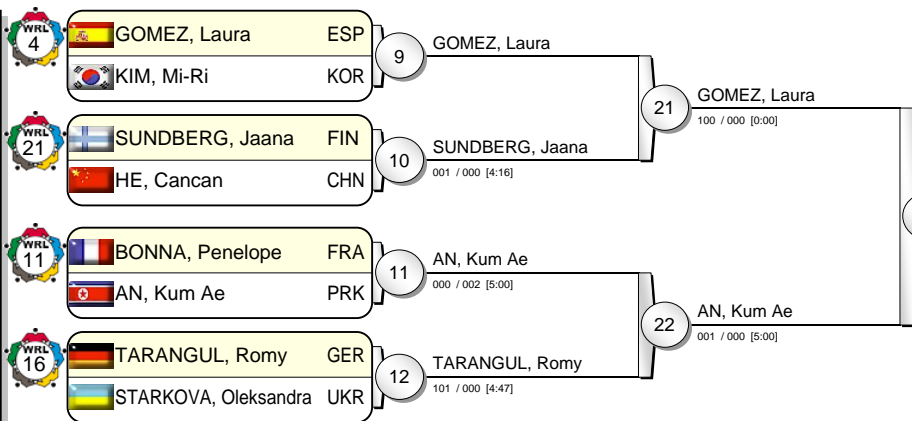 WRL
4
GOMEZ, Laura ESP
KIM, Mi-Ri KOR
9
GOMEZ, Laura
WRL
21
SUNDBERG, Jaana FIN
HE, Cancan CHN
10
SUNDBERG, Jaana
001 / 000 [4:16]
21
GOMEZ, Laura
100 / 000 [0:00]
WRL
11
BONNA, Penelope FRA
AN, Kum Ae PRK
11
AN, Kum Ae
000 / 002 [5:00]
WRL
16
TARANGUL, Romy GER
STARKOVA, Oleksandra UKR
12
TARANGUL, Romy
101 / 000 [4:47]
22
AN, Kum Ae
001 / 000 [5:00]